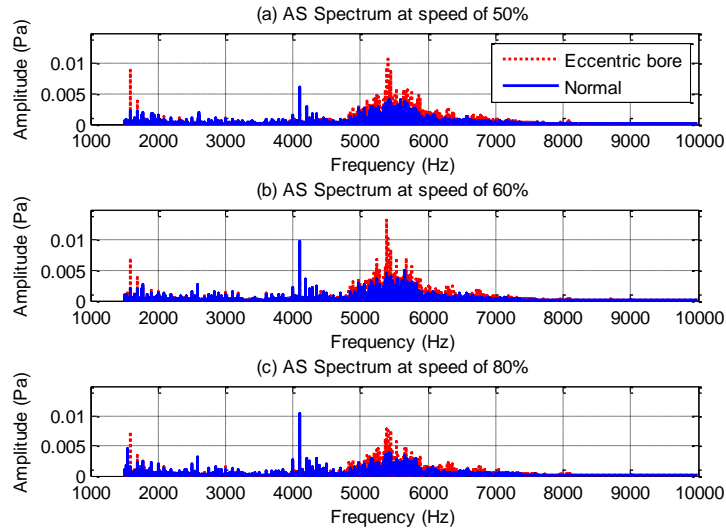 (a) AS Spectrum at speed of 50%
Amplitude (Pa)
0.01
0.005
0
Eccentric bore
Normal
1000 2000 3000 4000 5000 6000 7000 8000 9000 10000
Frequency (Hz)
(b) AS Spectrum at speed of 60%
Amplitude (Pa)
0.01
0.005
0
1000 2000 3000 4000 5000 6000 7000 8000 9000 10000
Frequency (Hz)
(c) AS Spectrum at speed of 80%
Amplitude (Pa)
0.01
0.005
0
1000 2000 3000 4000 5000 6000 7000 8000 9000 10000
Frequency (Hz)